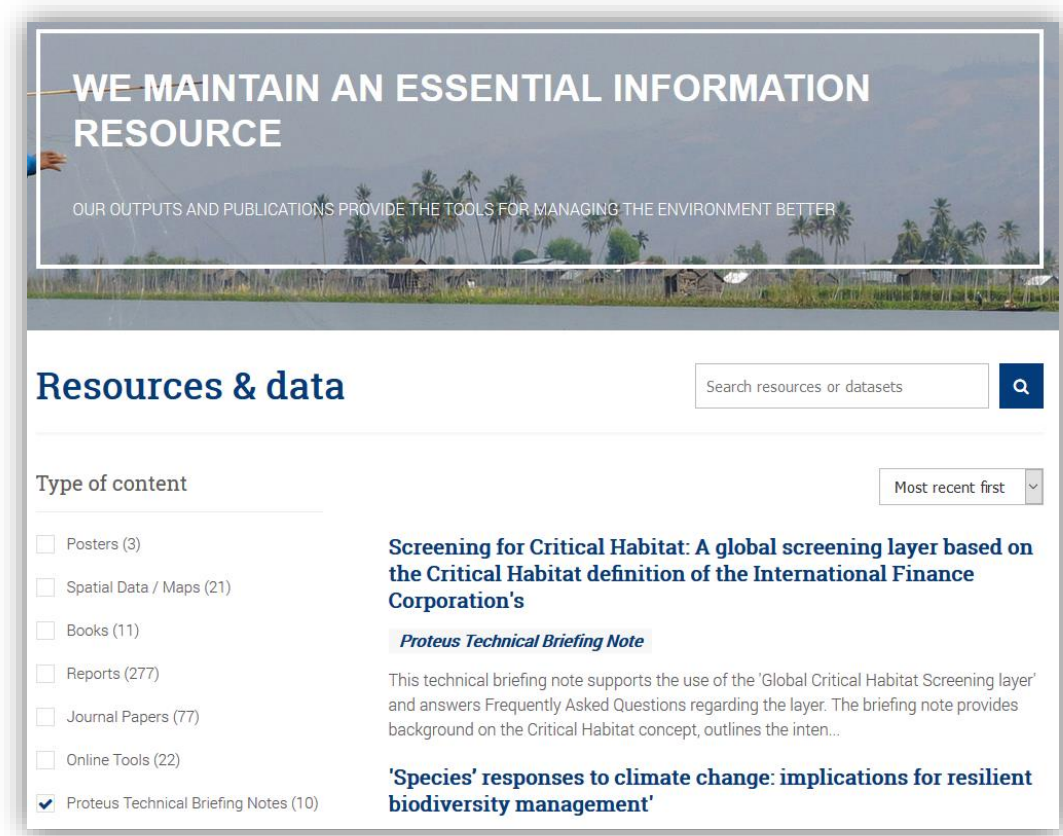 WE MAINTAIN AN ESSENTIAL INFORMATION
RESOURCE
OUR OUTPUTS AND PUBLICATIONS PROVIDE THE TOOLS FOR MANAGING THE ENVIRONMENT BETTER
Resources & data
Search resources or datasets
Type of content
Most recent first
Posters (3)
Spatial Data / Maps (21)
Books (11)
Reports (277)
Journal Papers (77)
Online Tools (22)
Proteus Technical Briefing Notes (10)
Screening for Critical Habitat: A global screening layer based on
the Critical Habitat definition of the International Finance
Corporation's
Proteus Technical Briefing Note
This technical briefing note supports the use of the 'Global Critical Habitat Screening layer'
and answers Frequently Asked Questions regarding the layer. The briefing note provides
background on the Critical Habitat concept, outlines the inten...
'Species' responses to climate change: implications for resilient
biodiversity management'